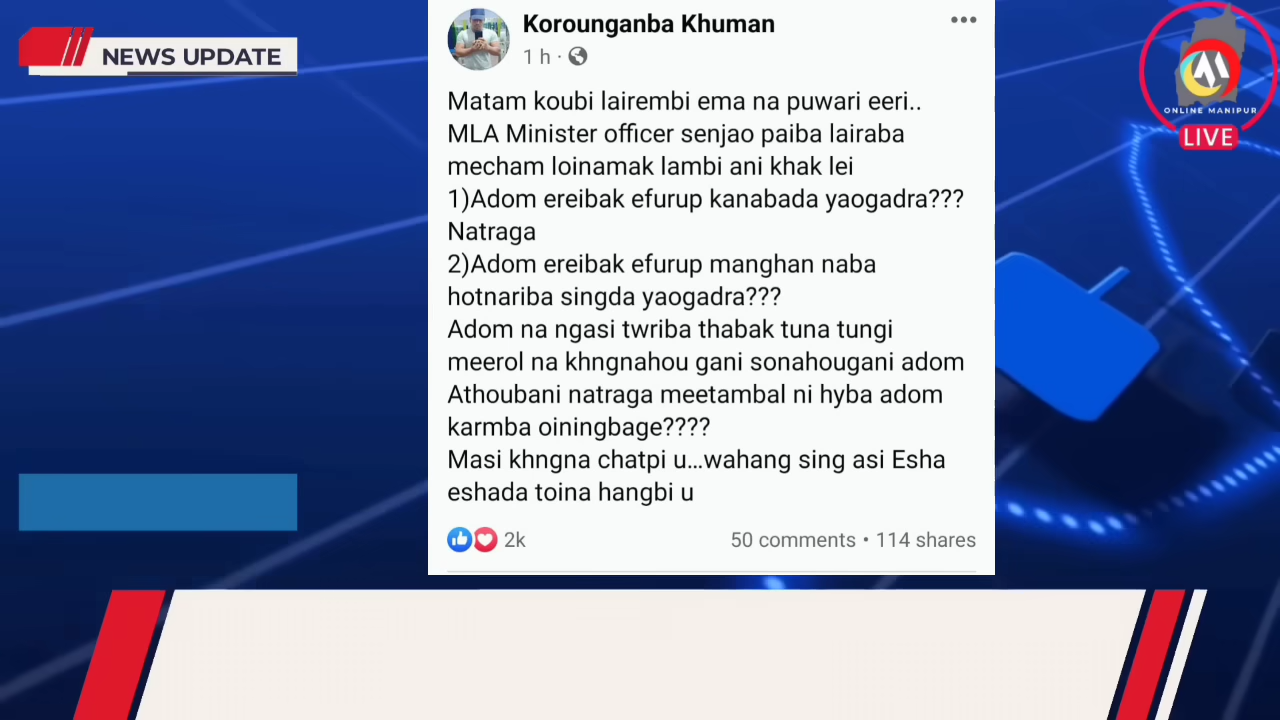 NEWS UPDATE
Korounganba Khuman
1 h ·
Matam koubi lairembi ema na puwari eeri..
MLA Minister officer senjao paiba lairaba
mecham loinamak lambi ani khak lei
1)Adom ereibak efurup kanabada yaogadra???
Natraga
2)Adom ereibak efurup manghan naba
hotnariba singda yaogadra???
Adom na ngasi twriba thabak tuna tungi
meerol na khngnahou gani sonahougani adom
Athoubani natraga meetambal ni hyba adom
karmba oiningbage????
Masi khngna chatpi u...wahang sing asi Esha
eshada toina hangbi u
2k
50 comments • 114 shares
ONLINE MANIPUR
LIVE